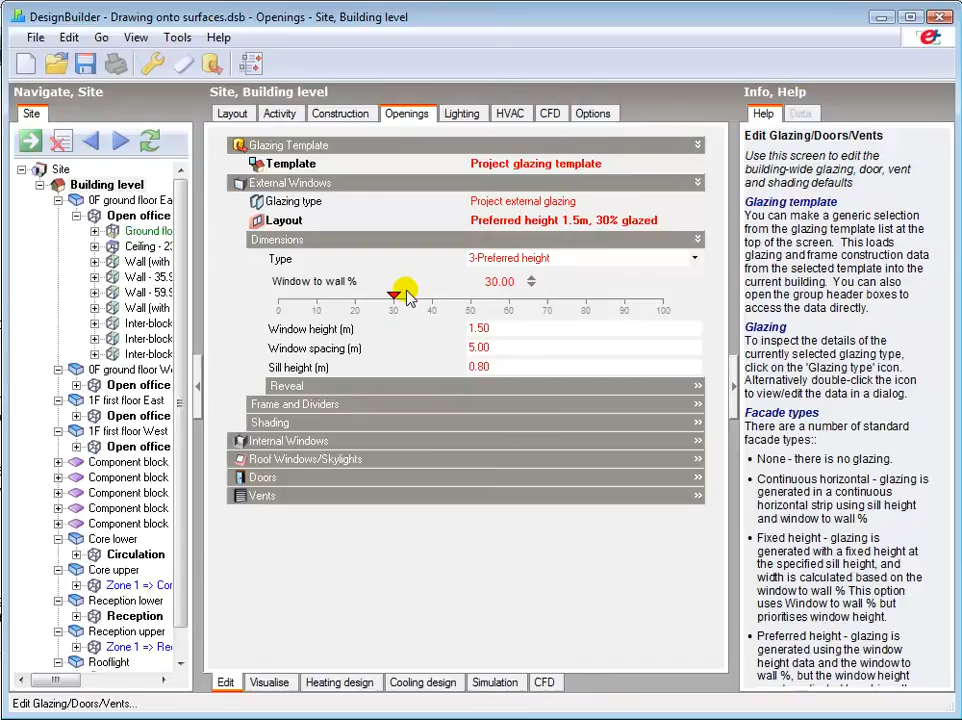 DesignBuilder - Drawing onto surfaces.dsb - Openings - Site, Building level
File Edit Go View Tools Help
Navigate, Site
Site
Site
Building level
0F ground floor Ea
Open office
Ground flo
Ceiling - 23
Wall (with
Wall - 35.9
Wall - 59.9
Wall (with
Inter-block
Inter-block
Inter-block
0F ground floor We
Open office
1F first floor East
Open office
1F first floor West
Open office
Component block
Component block
Component block
Component block
Component block
Core lower
Circulation
Core upper
Zone 1 => Cor
Reception lower
Reception
Reception upper
Zone 1 => Re
Rooflight
Site, Building level
Layout Activity Construction Openings Lighting HVAC CFD Options
Glazing Template
Template Project glazing template
External Windows
Glazing type Project external glazing
Layout Preferred height 1.5m, 30% glazed
Dimensions
Type 3-Preferred height
Window to wall % 30.00
0 10 20 30 40 50 60 70 80 90 100
Window height (m) 1.50
Window spacing (m) 5.00
Sill height (m) 0.80
Reveal
Frame and Dividers
Shading
Internal Windows
Roof Windows/Skylights
Doors
Vents
Edit Visualise Heating design Cooling design Simulation CFD
Info, Help
Help Data
Edit Glazing/Doors/Vents
Use this screen to edit the
building-wide glazing, door, vent
and shading defaults
Glazing template
You can make a generic selection
from the glazing template list at the
top of the screen. This loads
glazing and frame construction data
from the selected template into the
current building. You can also
open the group header boxes to
access the data directly.
Glazing
To inspect the details of the
currently selected glazing type,
click on the 'Glazing type' icon.
Alternatively double-click the icon
to view/edit the data in a dialog.
Facade types
There are a number of standard
facade types::
• None - there is no glazing.
• Continuous horizontal - glazing is
generated in a continuous
horizontal strip using sill height
and window to wall %
• Fixed height - glazing is
generated with a fixed height at
the specified sill height, and
width is calculated based on the
window to wall % This option
uses Window to wall % but
prioritises window height.
• Preferred height - glazing is
generated using the window
height data and the window to
wall %, but the window height
Edit Glazing/Doors/Vents...